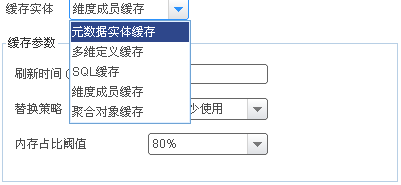 缓存实体 维度成员缓存
元数据实体缓存
缓存参数
多维定义缓存
刷新时间(
SQL缓存
维度成员缓存
替换策略 少使用
聚合对象缓存
内存占比阈值 80%